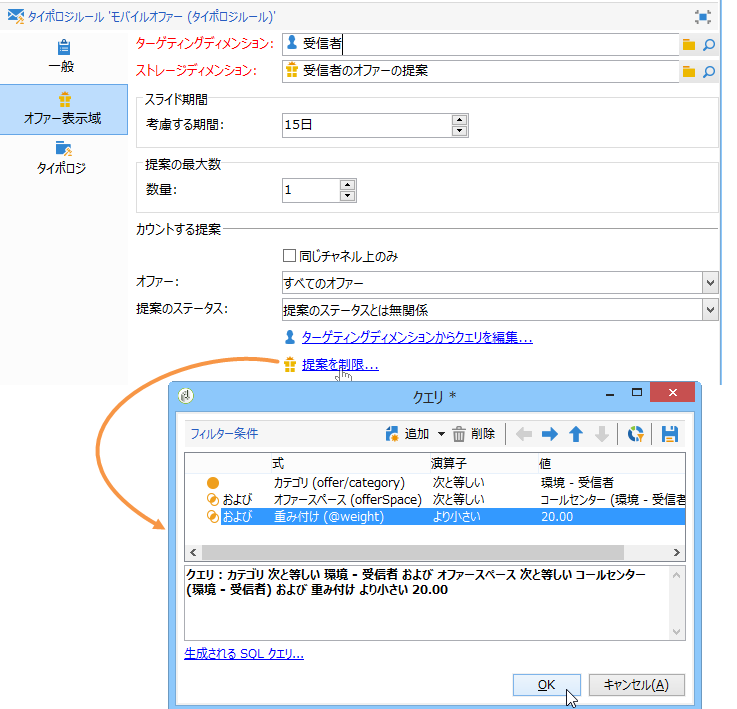 タイポロジルール 'モバイルオファー (タイポロジルール)'
一般
オファー表示域
タイポロジ
ターゲティングディメンション: 受信者
ストレージディメンション: 受信者のオファーの提案
スライド期間
考慮する期間: 15日
提案の最大数
数量: 1
カウントする提案
同じチャネル上のみ
オファー: すべてのオファー
提案のステータス: 提案のステータスとは無関係
ターゲティングディメンションからクエリを編集...
提案を制限...
クエリ *
フィルター条件 追加 削除
式 演算子 値
カテゴリ (offer/category) 次と等しい 環境 - 受信者
および オファースペース (offerSpace) 次と等しい コールセンター (環境 - 受信者
および 重み付け (@weight) より小さい 20.00
クエリ : カテゴリ 次と等しい 環境 - 受信者 および オファースペース 次と等しい コールセンター
(環境 - 受信者) および 重み付け より小さい 20.00
生成される SQL クエリ...
OK キャンセル(A)